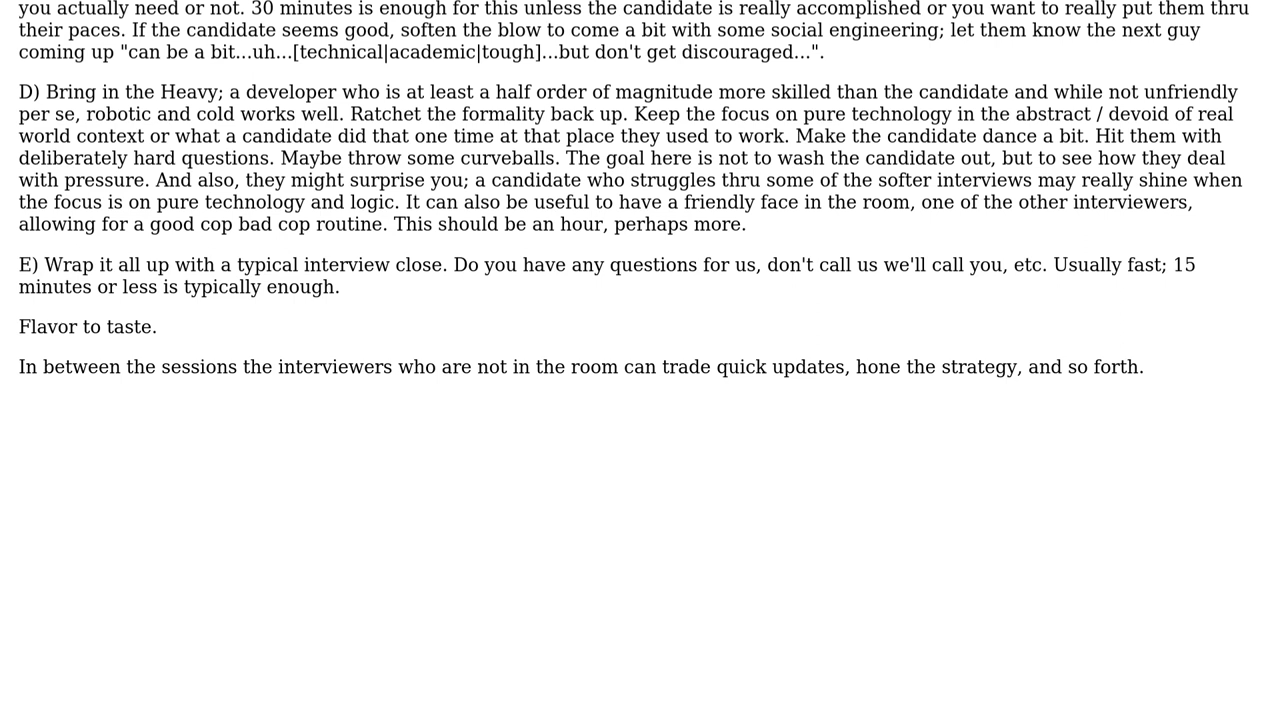 you actually need or not. 30 minutes is enough for this unless the candidate is really accomplished or you want to really put them thru
their paces. If the candidate seems good, soften the blow to come a bit with some social engineering; let them know the next guy
coming up "can be a bit...uh...[technical|academic|tough]...but don't get discouraged...".
D) Bring in the Heavy; a developer who is at least a half order of magnitude more skilled than the candidate and while not unfriendly
per se, robotic and cold works well. Ratchet the formality back up. Keep the focus on pure technology in the abstract / devoid of real
world context or what a candidate did that one time at that place they used to work. Make the candidate dance a bit. Hit them with
deliberately hard questions. Maybe throw some curveballs. The goal here is not to wash the candidate out, but to see how they deal
with pressure. And also, they might surprise you; a candidate who struggles thru some of the softer interviews may really shine when
the focus is on pure technology and logic. It can also be useful to have a friendly face in the room, one of the other interviewers,
allowing for a good cop bad cop routine. This should be an hour, perhaps more.
E) Wrap it all up with a typical interview close. Do you have any questions for us, don't call us we'll call you, etc. Usually fast; 15
minutes or less is typically enough.
Flavor to taste.
In between the sessions the interviewers who are not in the room can trade quick updates, hone the strategy, and so forth.